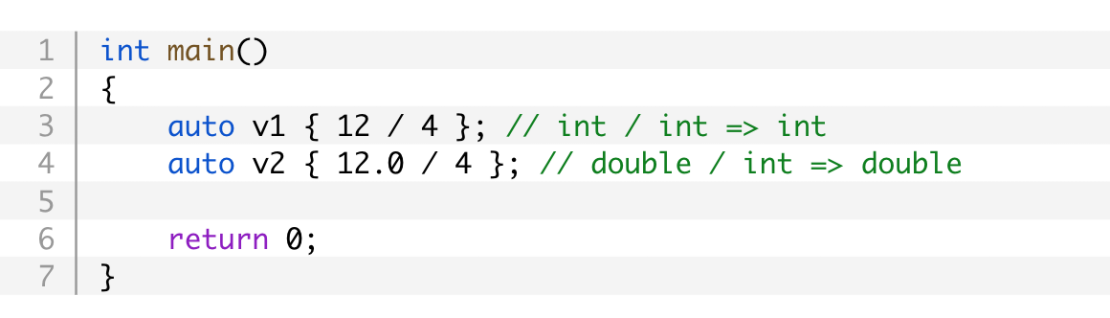 1 int main()
2 {
3     auto v1 { 12 / 4 }; // int / int => int
4     auto v2 { 12.0 / 4 }; // double / int => double
5
6     return 0;
7 }